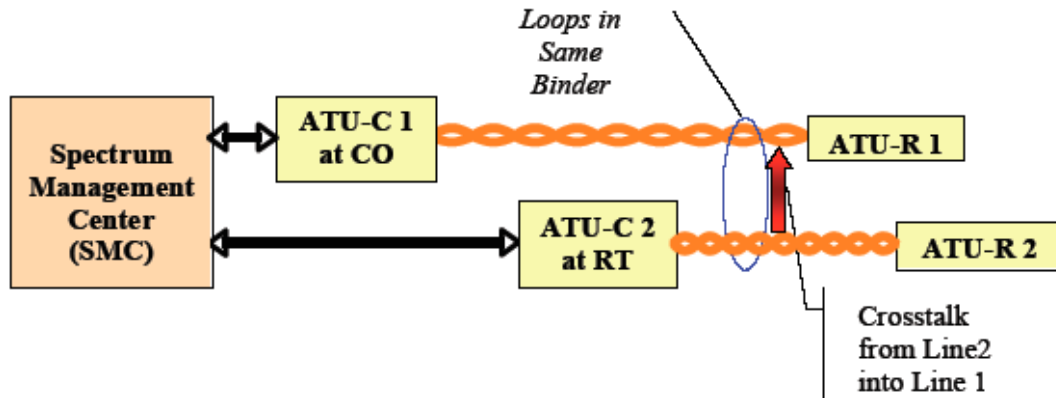 Loops in
Same
Binder
ATU-C 1
at CO
ATU-R 1
Spectrum
Management
Center
(SMC)
ATU-C 2
at RT
ATU-R 2
Crosstalk
from Line2
into Line 1